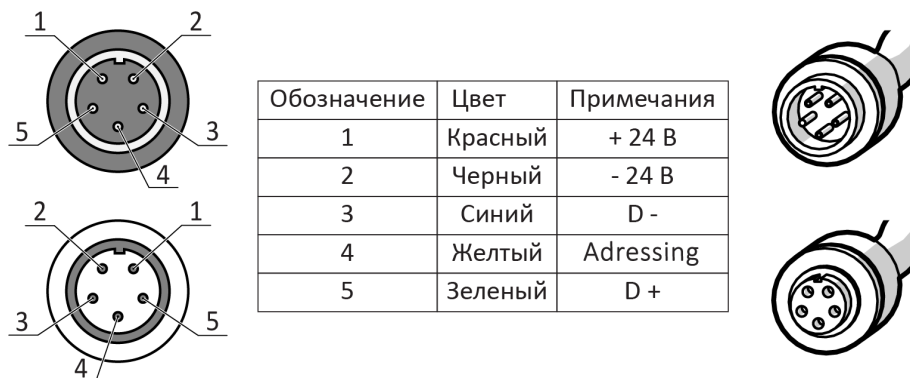 1 2
5 3
4
2 1
3 5
4
Обозначение Цвет Примечания
1 Красный + 24 В
2 Черный - 24 В
3 Синий D -
4 Желтый Adressing
5 Зеленый D +